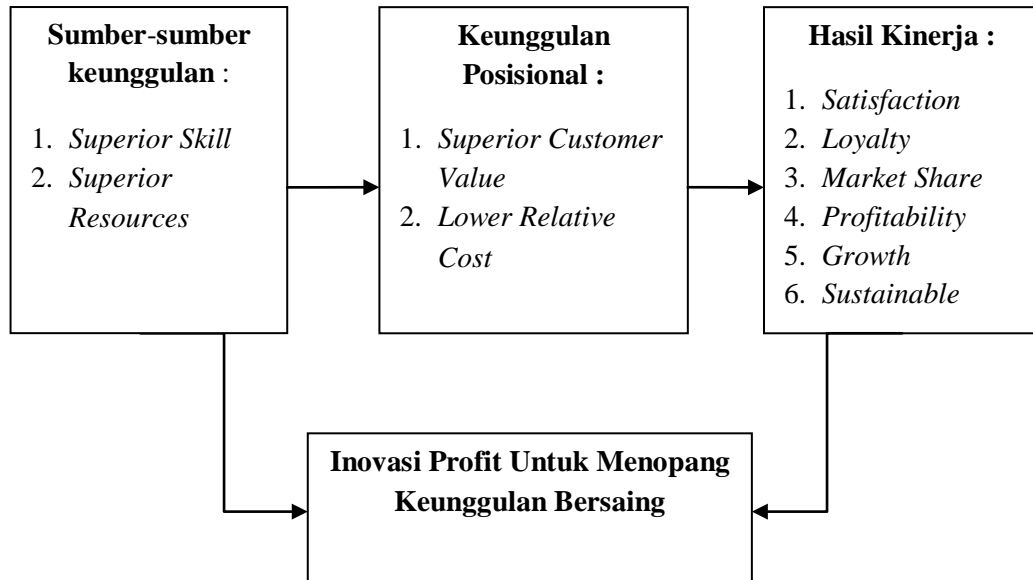 Sumber-sumber
keunggulan :
1. Superior Skill
2. Superior
Resources
Keunggulan
Posisional :
1. Superior Customer
Value
2. Lower Relative
Cost
Hasil Kinerja :
1. Satisfaction
2. Loyalty
3. Market Share
4. Profitability
5. Growth
6. Sustainable
Inovasi Profit Untuk Menopang
Keunggulan Bersaing